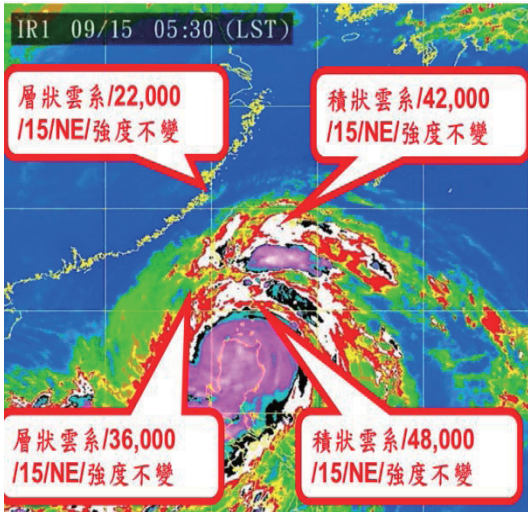 IR1 09/15 05:30 (LST)
層狀雲系/22,000
/15/NE/強度不變
積狀雲系/42,000
/15/NE/強度不變
層狀雲系/36,000
/15/NE/強度不變
積狀雲系/48,000
/15/NE/強度不變